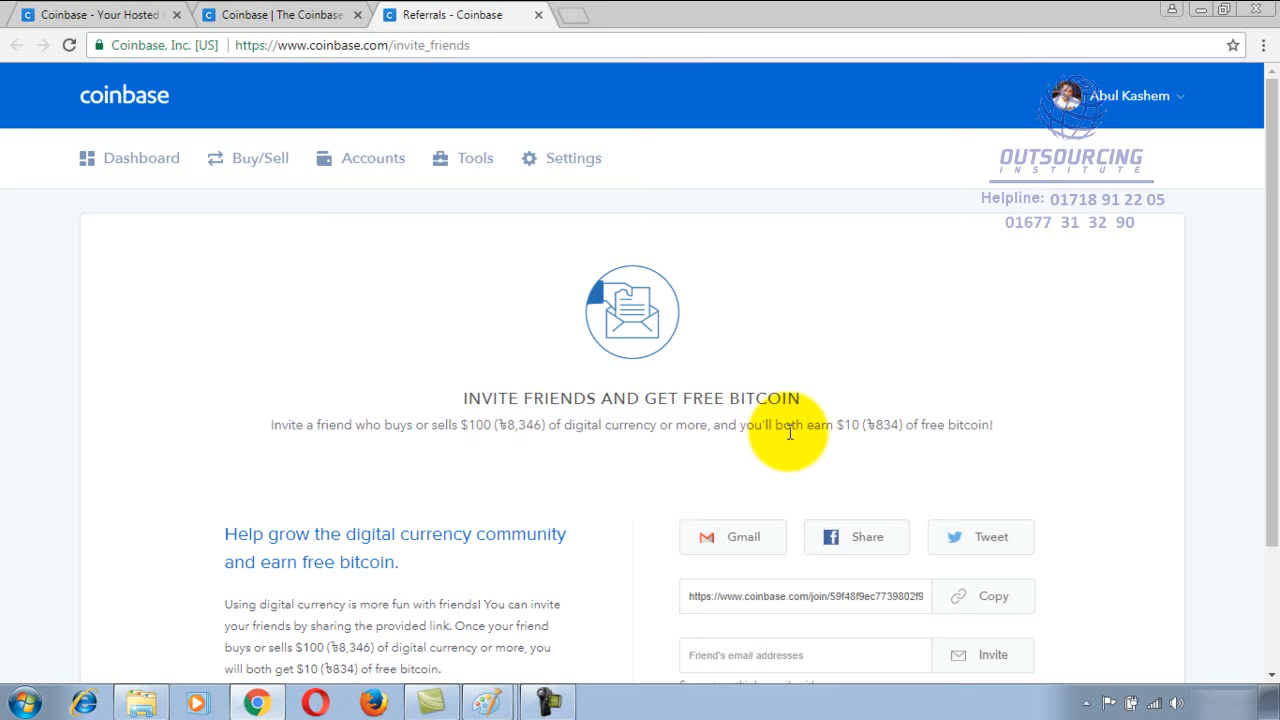 Coinbase - Your Hosted
Coinbase | The Coinbase
Referrals - Coinbase
Coinbase, Inc. [US]
https://www.coinbase.com/invite_friends
coinbase
Abul Kashem
OUTSOURCING
INSTITUTE
Helpline: 01718 91 22 05
01677 31 32 90
Dashboard
Buy/Sell
Accounts
Tools
Settings
INVITE FRIENDS AND GET FREE BITCOIN
Invite a friend who buys or sells $100 (৳8,346) of digital currency or more, and you'll both earn $10 (৳834) of free bitcoin!
Help grow the digital currency community
and earn free bitcoin.
Using digital currency is more fun with friends! You can invite
your friends by sharing the provided link. Once your friend
buys or sells $100 (৳8,346) of digital currency or more, you
will both get $10 (৳834) of free bitcoin.
Gmail
Share
Tweet
https://www.coinbase.com/join/59f48f9ec7739802f9
Copy
Friend's email addresses
Invite